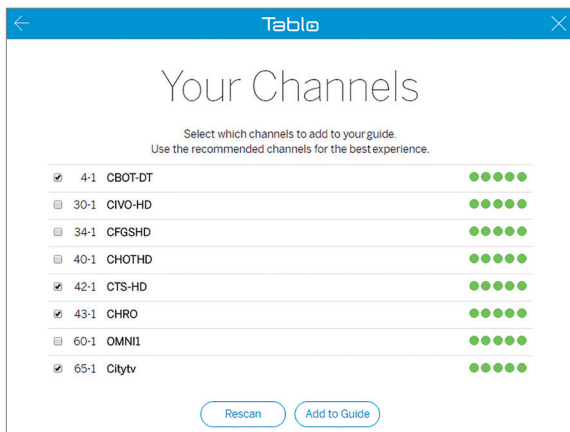 Tablo
Your Channels
Select which channels to add to your guide.
Use the recommended channels for the best experience.
4-1 CBOT-DT
30-1 CIVO-HD
34-1 CFGSHD
40-1 CHOTHD
42-1 CTS-HD
43-1 CHRO
60-1 OMNI1
65-1 Citytv
Rescan Add to Guide